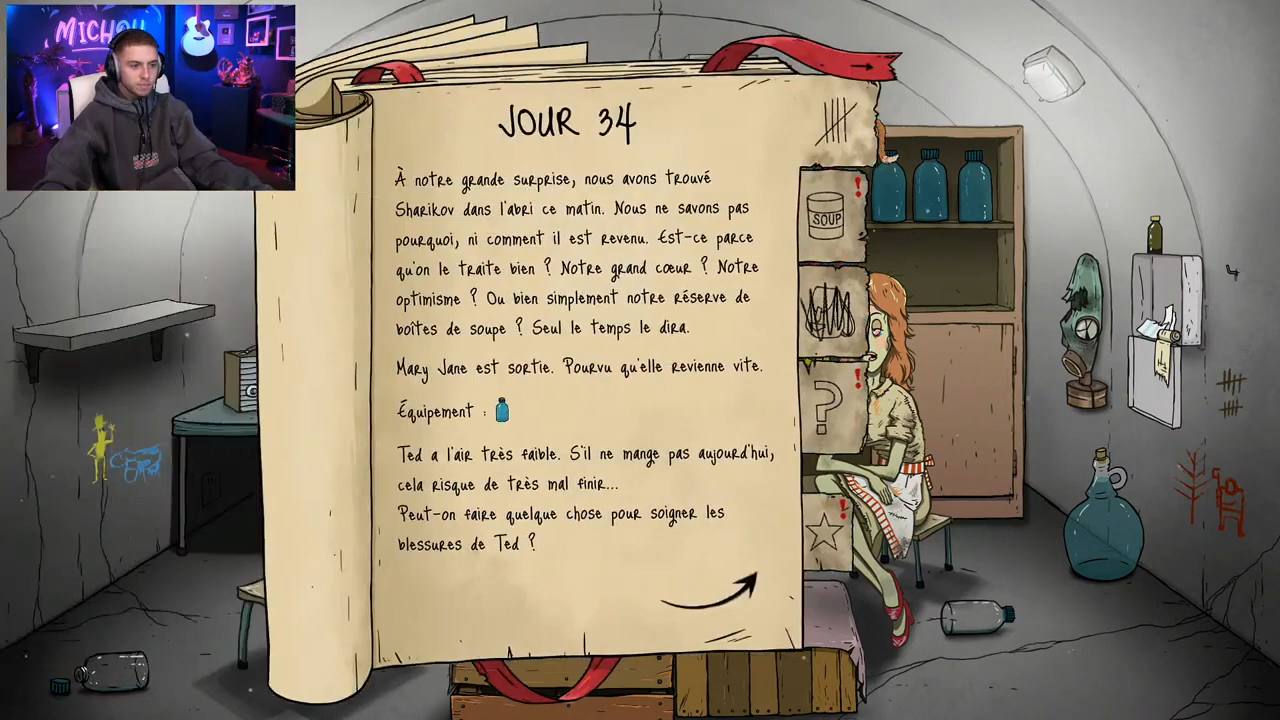 MICHOU
JOUR 34
À notre grande surprise, nous avons trouvé
Sharikov dans l'abri ce matin. Nous ne savons pas
pourquoi, ni comment il est revenu. Est-ce parce
qu'on le traite bien ? Notre grand cœur ? Notre
optimisme ? Ou bien simplement notre réserve de
boîtes de soupe ? Seul le temps le dira.
Mary Jane est sortie. Pourvu qu'elle revienne vite.
Équipement :
Ted a l'air très faible. S'il ne mange pas aujourd'hui,
cela risque de très mal finir...
Peut-on faire quelque chose pour soigner les
blessures de Ted ?
!
SOUP
!
?
!